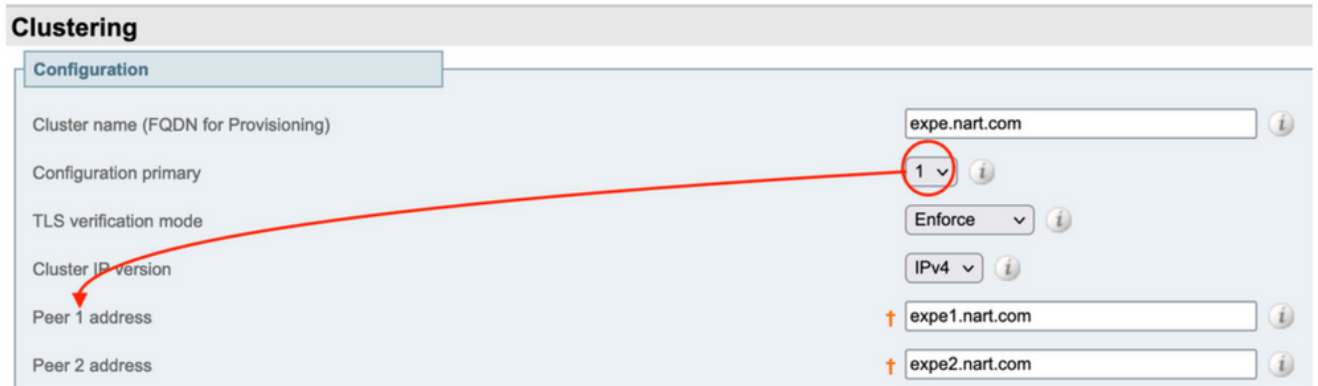 Clustering
Configuration
Cluster name (FQDN for Provisioning) expe.nart.com i
Configuration primary 1 i
TLS verification mode Enforce i
Cluster IP version IPv4 i
Peer 1 address † expe1.nart.com i
Peer 2 address † expe2.nart.com i